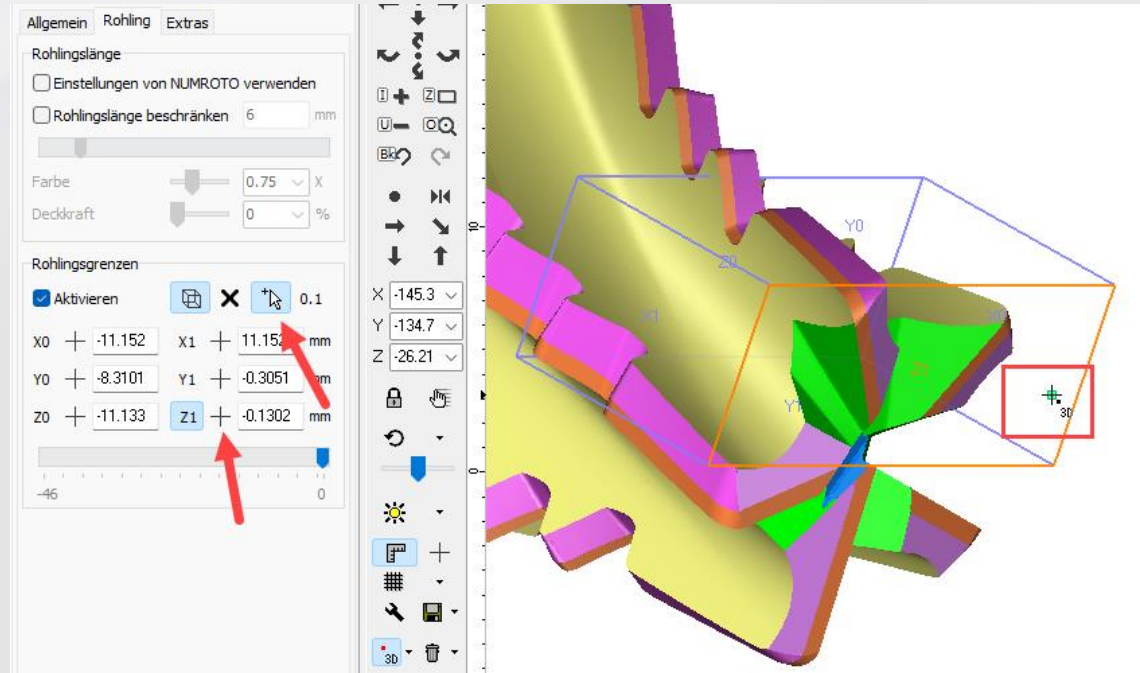 Allgemein Rohling Extras
Rohlingslänge
Einstellungen von NUMROTO verwenden
Rohlingslänge beschränken 6 mm
Farbe 0.75 X
Deckkraft 0 %
Rohlingsgrenzen
Aktivieren 0.1
X0 -11.152 X1 11.152 mm
Y0 -8.3101 Y1 -0.3051 mm
Z0 -11.133 Z1 -0.1302 mm
-46 0
I Z
U O
Bk
X -145.3
Y -134.7
Z -26.21
3D
10
0
Y0
Z0
X1
X0
Z1
Y1
3D